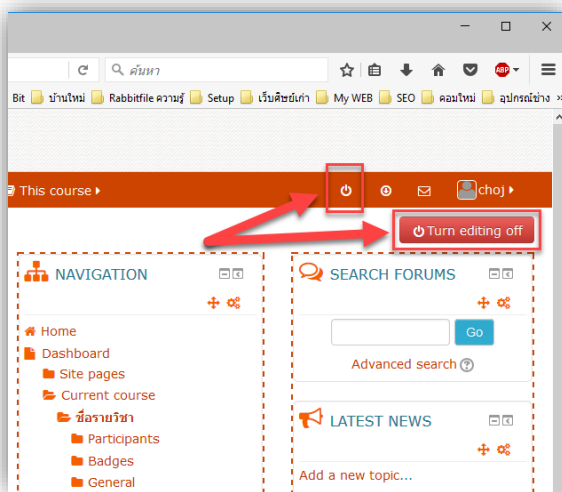 ค้นหา
ABP
Bit บ้านใหม่ Rabbitfile ความรู้ Setup เว็บศิษย์เก่า My WEB SEO คอมใหม่ อุปกรณ์ช่าง
This course
choj
Turn editing off
NAVIGATION
Home
Dashboard
Site pages
Current course
ชื่อรายวิชา
Participants
Badges
General
SEARCH FORUMS
Go
Advanced search
LATEST NEWS
Add a new topic...